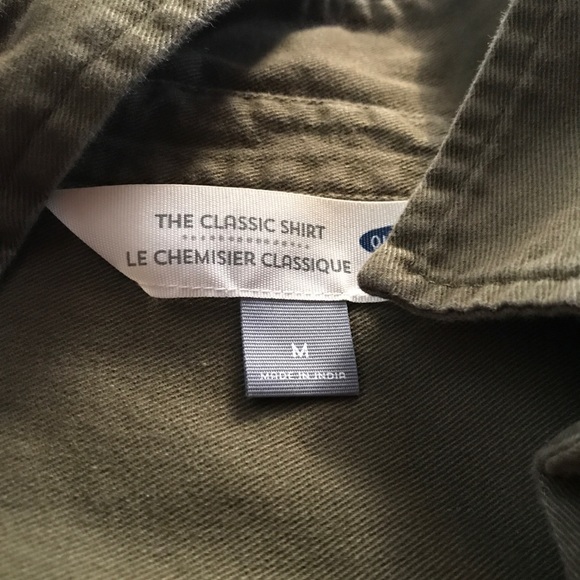 THE CLASSIC SHIRT
LE CHEMISIER CLASSIQUE
M
MADE IN INDIA